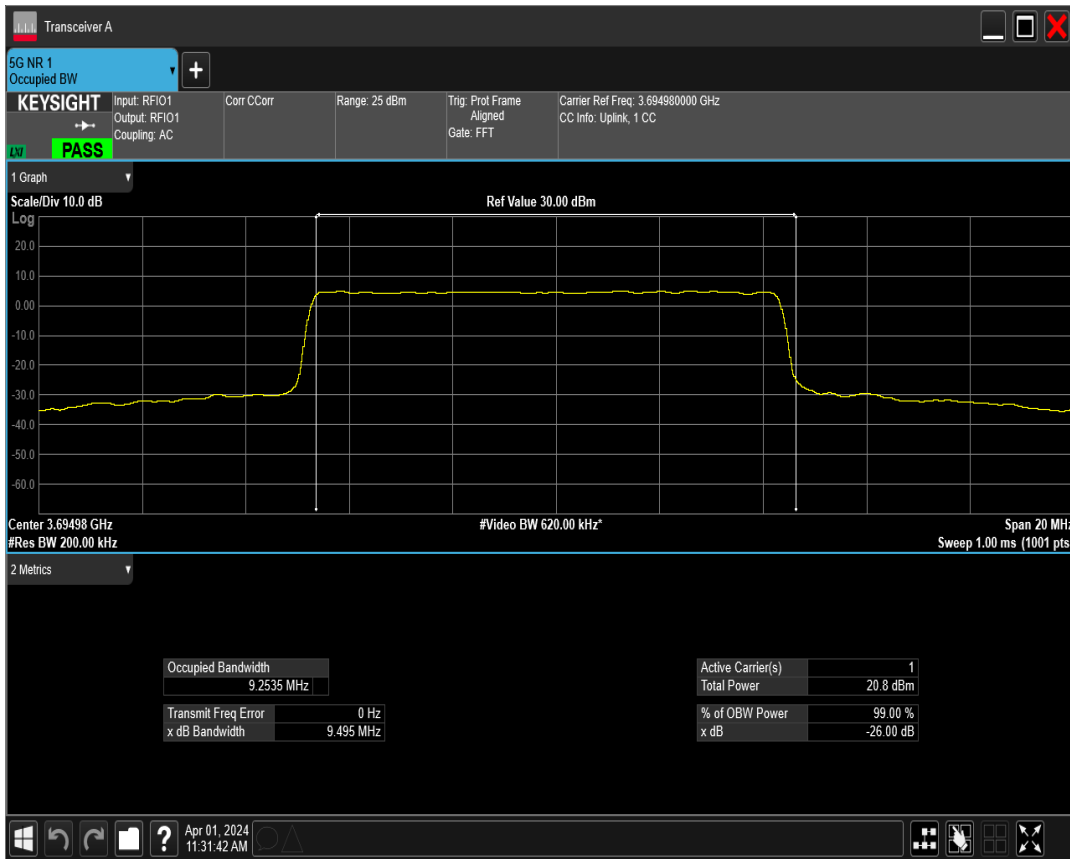 Transceiver A
5G NR 1
Occupied BW
+
KEYSIGHT
LXI PASS
Input: RFIO1
Output: RFIO1
Coupling: AC
Corr CCorr
Range: 25 dBm
Trig: Prot Frame
Aligned
Gate: FFT
Carrier Ref Freq: 3.694980000 GHz
CC Info: Uplink, 1 CC
1 Graph
Scale/Div 10.0 dB
Ref Value 30.00 dBm
Log
20.0
10.0
0.00
-10.0
-20.0
-30.0
-40.0
-50.0
-60.0
Center 3.69498 GHz
#Video BW 620.00 kHz*
Span 20 MHz
#Res BW 200.00 kHz
Sweep 1.00 ms (1001 pts
2 Metrics
Occupied Bandwidth
9.2535 MHz
Transmit Freq Error 0 Hz
x dB Bandwidth 9.495 MHz
Active Carrier(s) 1
Total Power 20.8 dBm
% of OBW Power 99.00 %
x dB -26.00 dB
?
Apr 01, 2024
11:31:42 AM